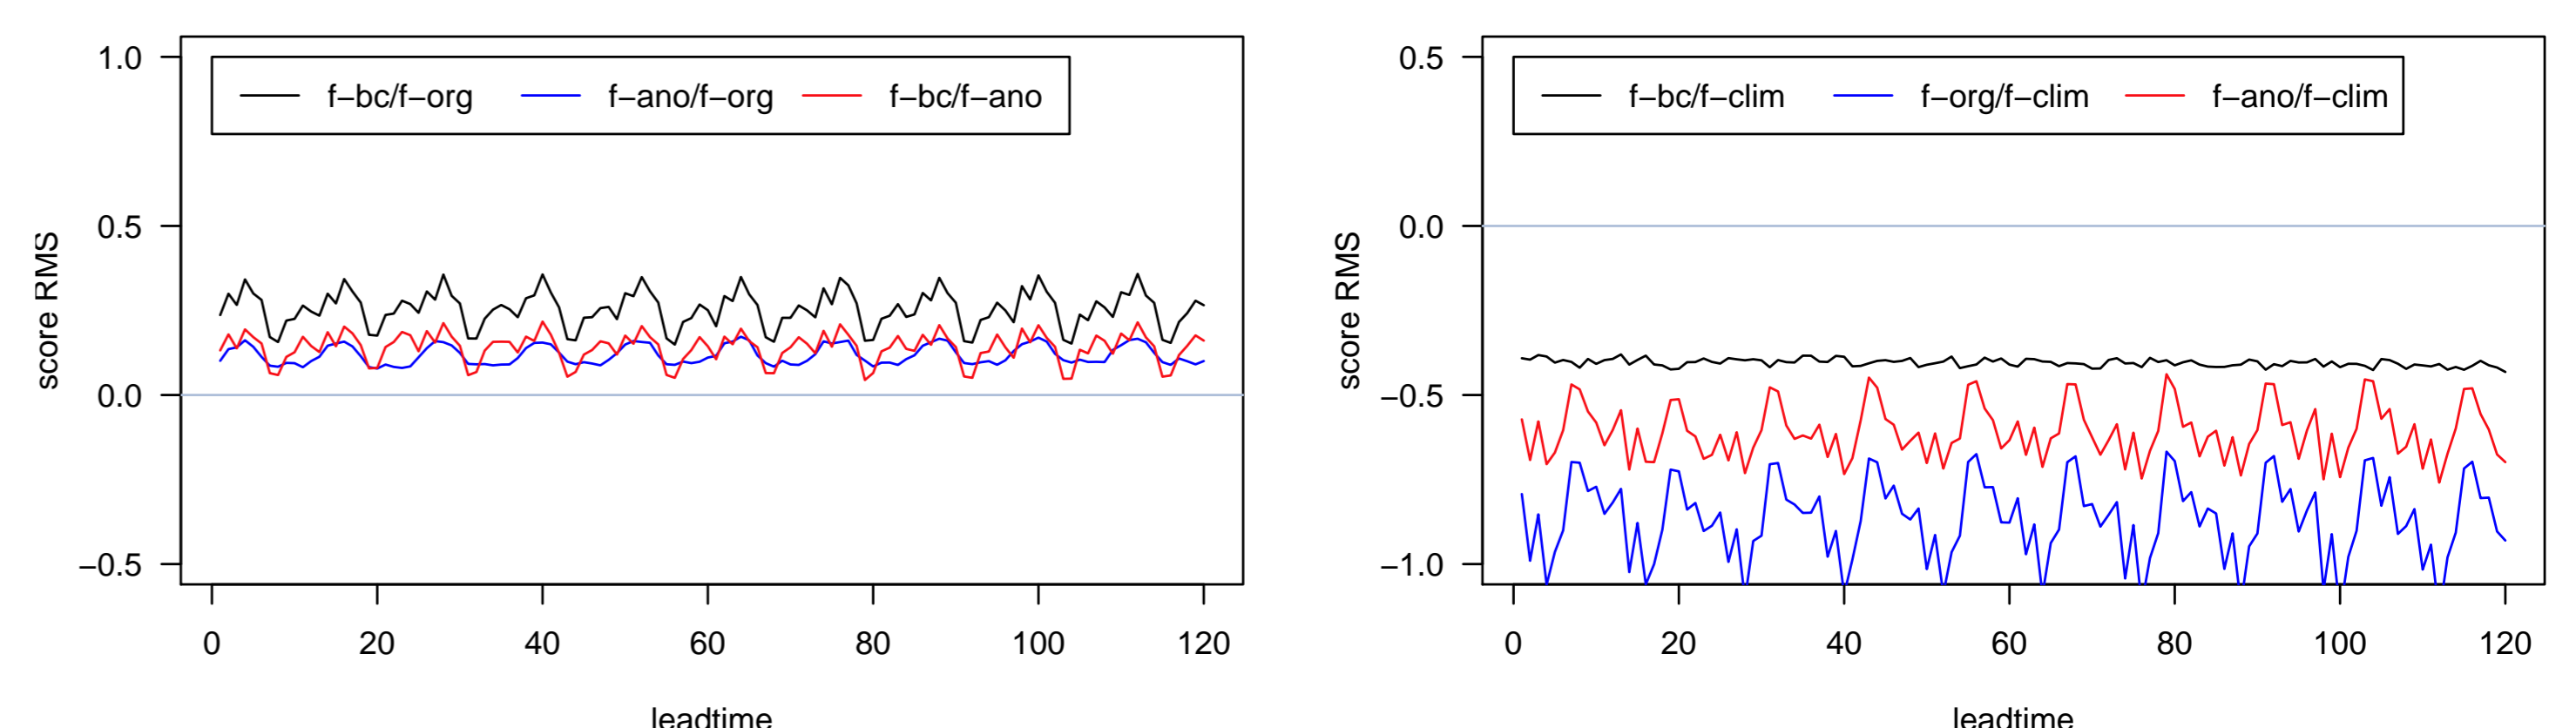 1.0
0.5
0.0
−0.5
score RMS
f−bc/f−org f−ano/f−org f−bc/f−ano
0 20 40 60 80 100 120
leadtime
0.5
0.0
−0.5
−1.0
score RMS
f−bc/f−clim f−org/f−clim f−ano/f−clim
0 20 40 60 80 100 120
leadtime